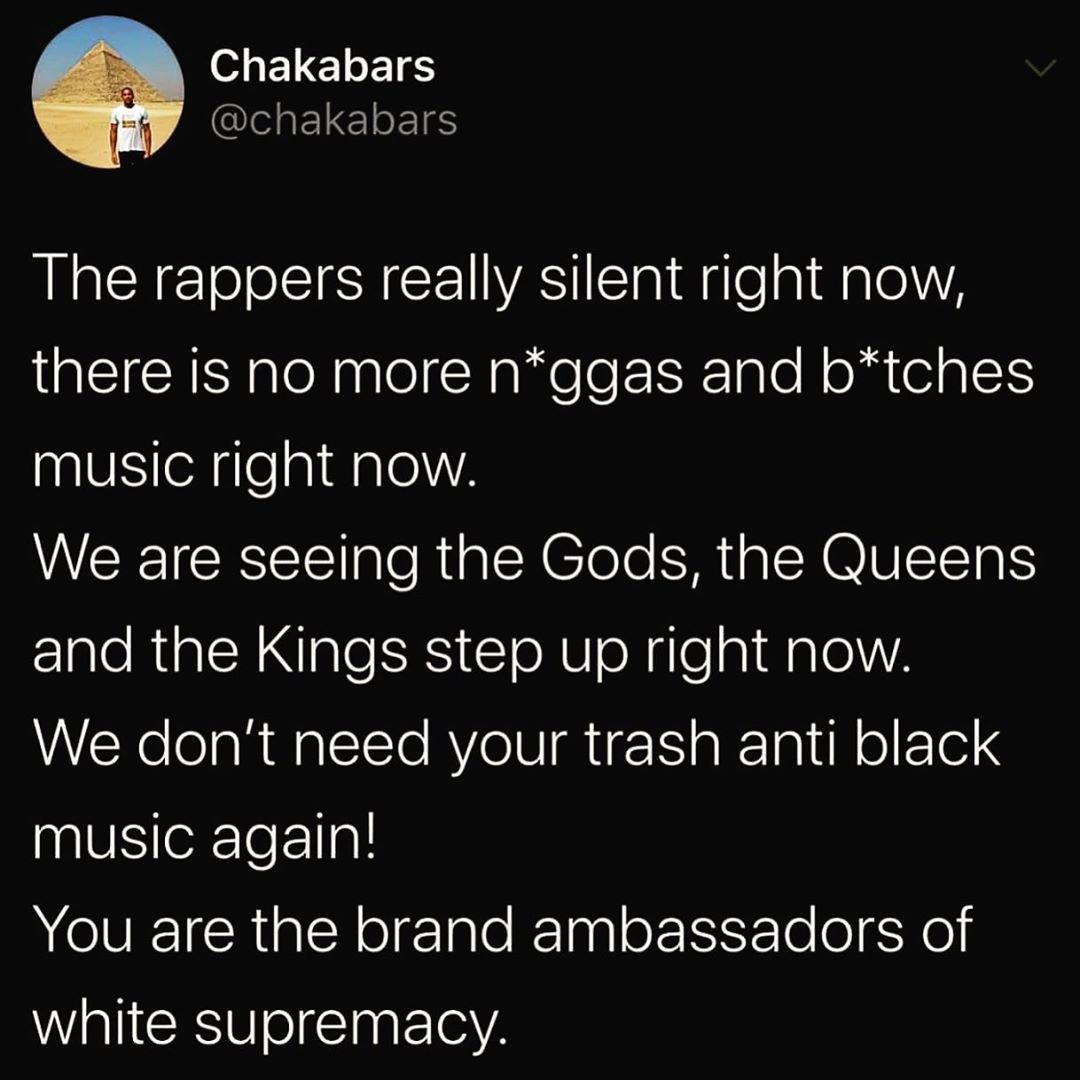 Chakabars
@chakabars
The rappers really silent right now,
there is no more n*ggas and b*tches
music right now.
We are seeing the Gods, the Queens
and the Kings step up right now.
We don’t need your trash anti black
music again!
You are the brand ambassadors of
white supremacy.